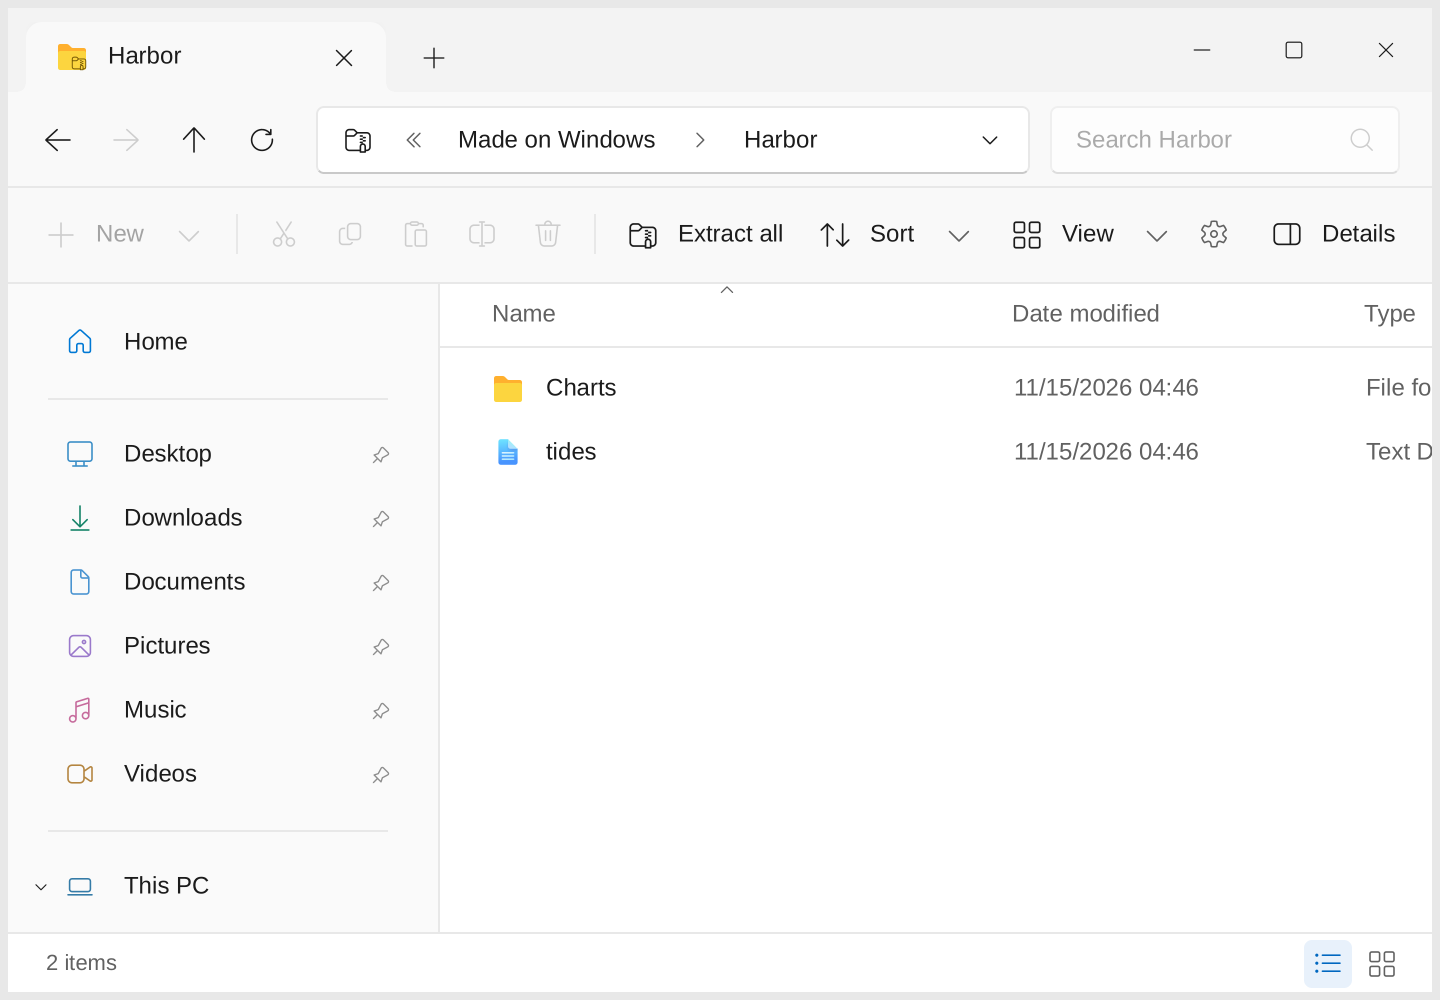 Harbor
Made on Windows Harbor
Search Harbor
New Extract all Sort View Details
Name Date modified Type
Home
Charts 11/15/2026 04:46 File fo
tides 11/15/2026 04:46 Text D
Desktop
Downloads
Documents
Pictures
Music
Videos
This PC
2 items